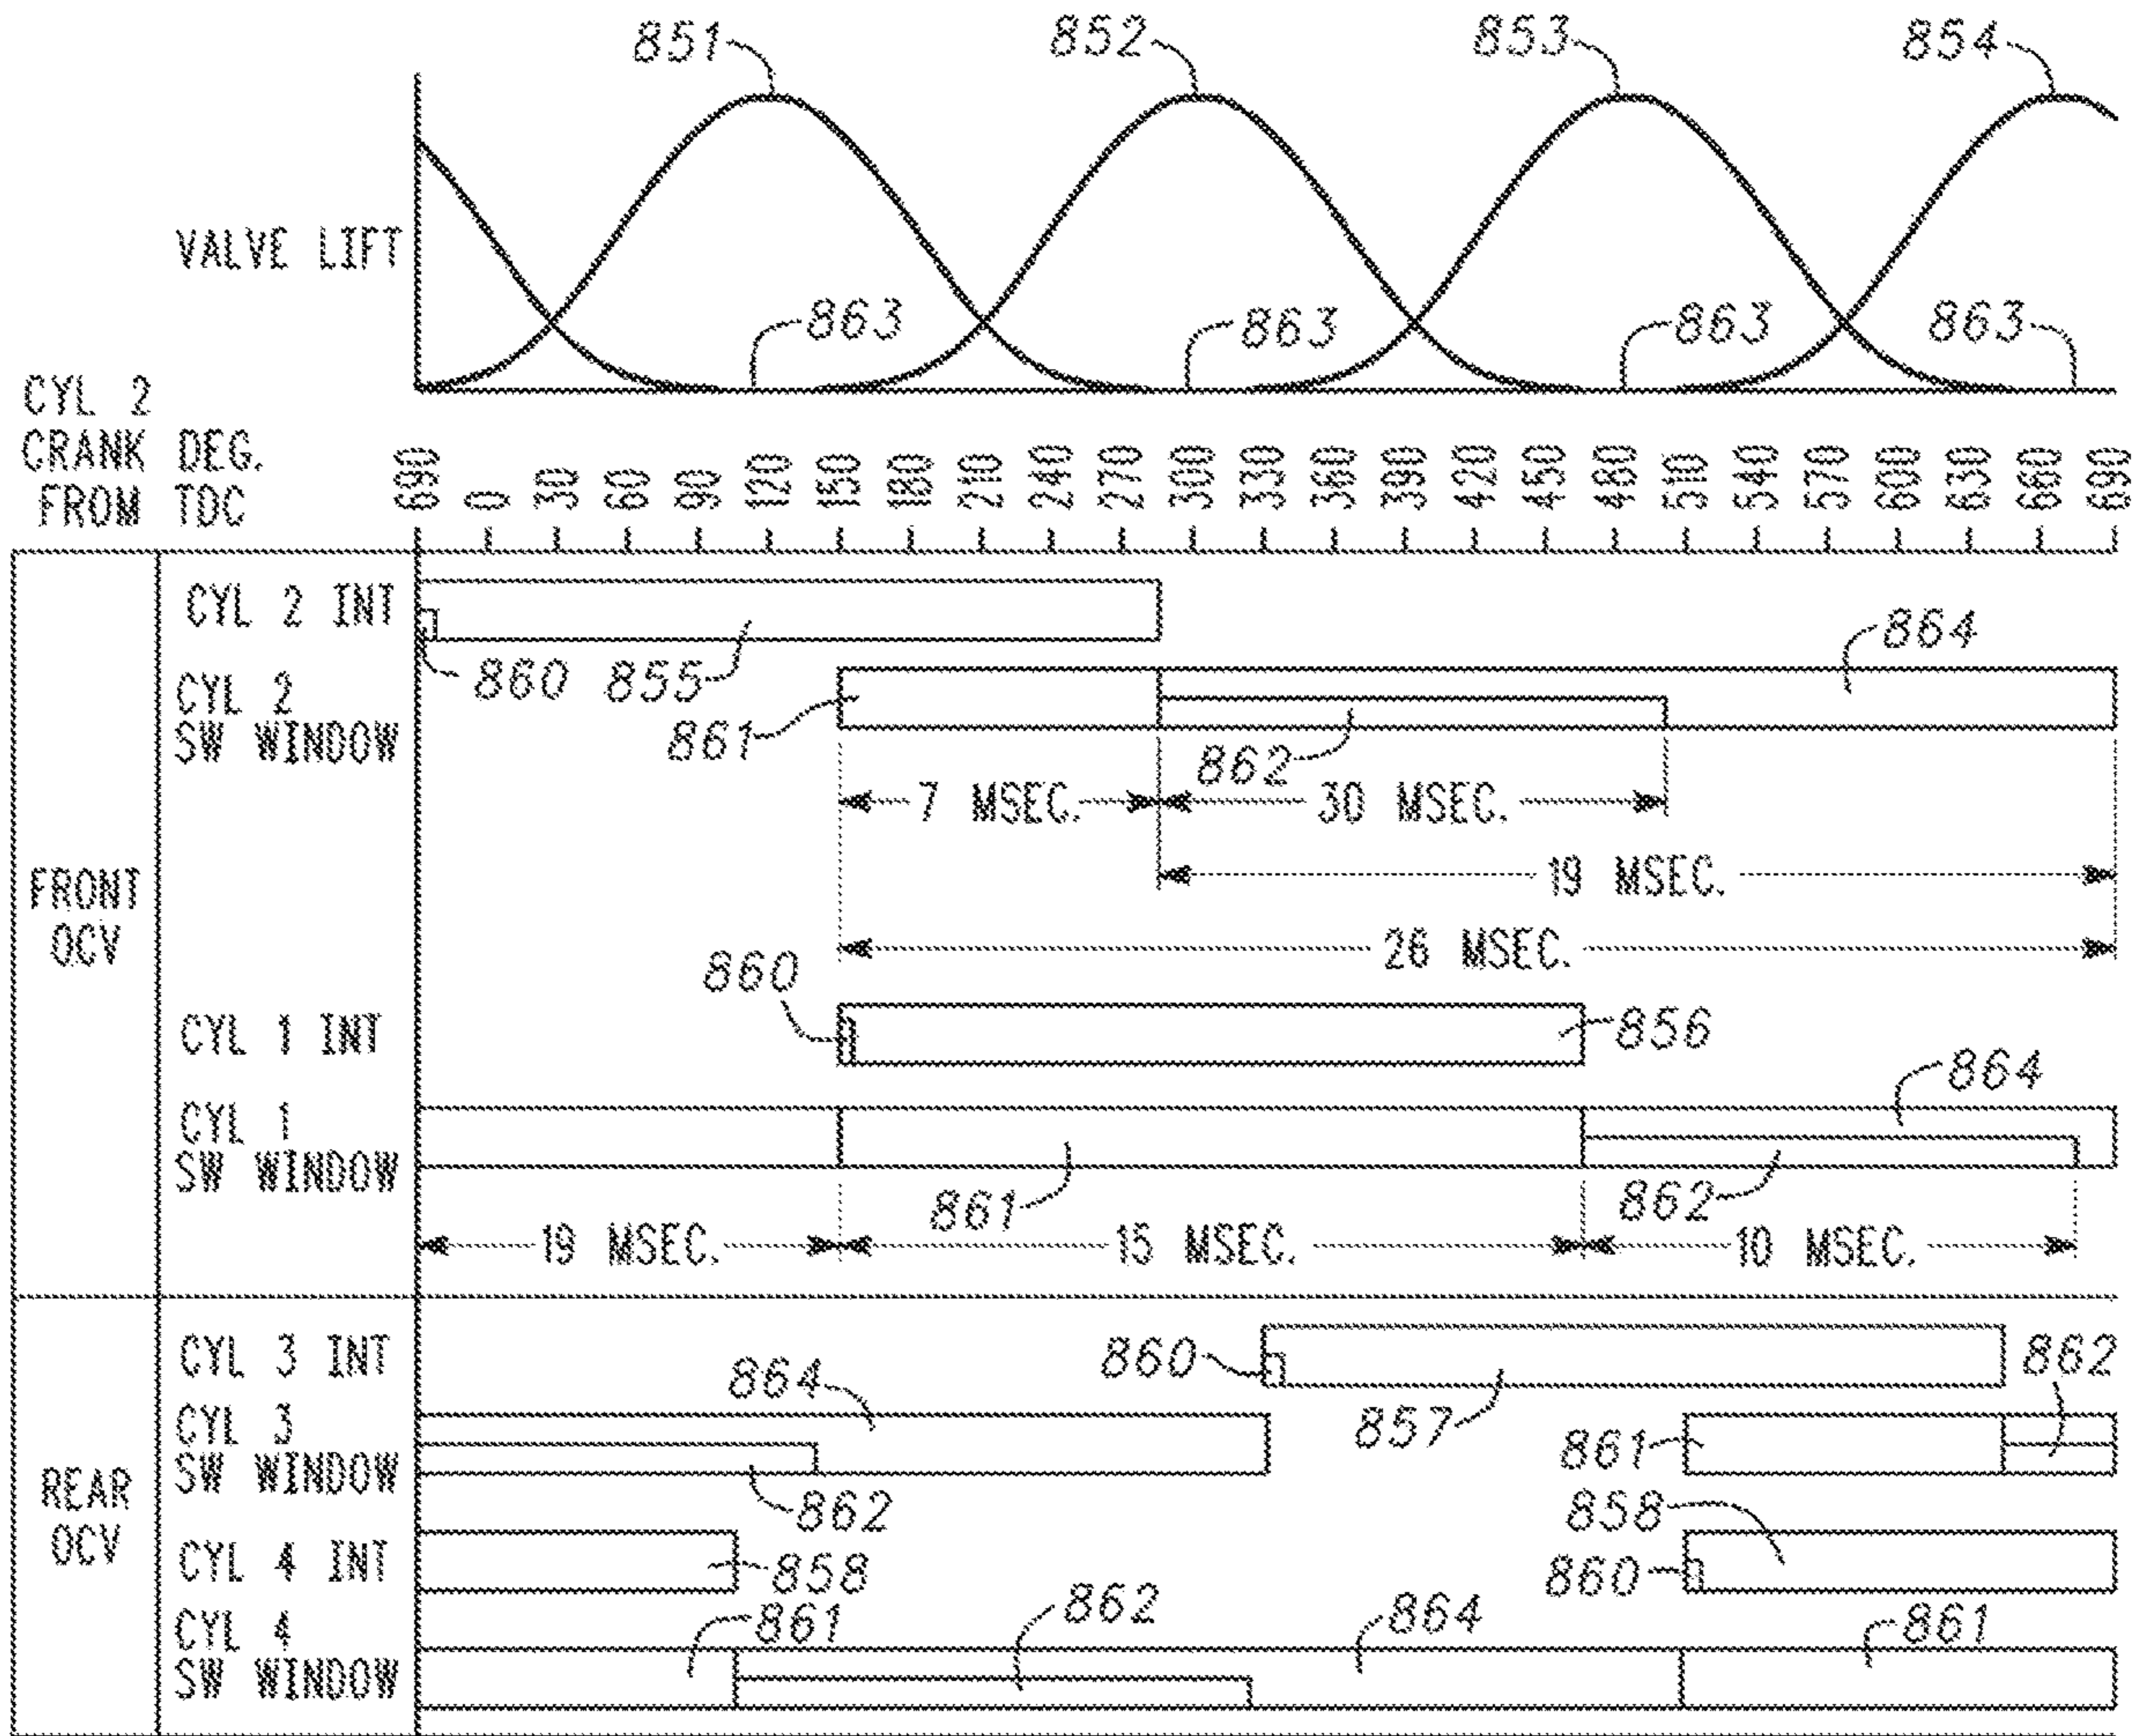 851
852
853
854
VALVE LIFT
863
863
863
863
CYL 2
CRANK DEG.
FROM TDC
690 0 30 60 90 120 150 180 210 240 270 300 330 360 390 420 450 480 510 540 570 600 630 660 690
FRONT
OCV
CYL 2 INT
860
855
864
CYL 2
SW WINDOW
861
862
7 MSEC.
30 MSEC.
19 MSEC.
26 MSEC.
860
CYL 1 INT
856
864
CYL 1
SW WINDOW
861
862
19 MSEC.
15 MSEC.
10 MSEC.
REAR
OCV
CYL 3 INT
860
857
862
864
CYL 3
SW WINDOW
861
862
858
CYL 4 INT
858
860
861
862
864
861
CYL 4
SW WINDOW